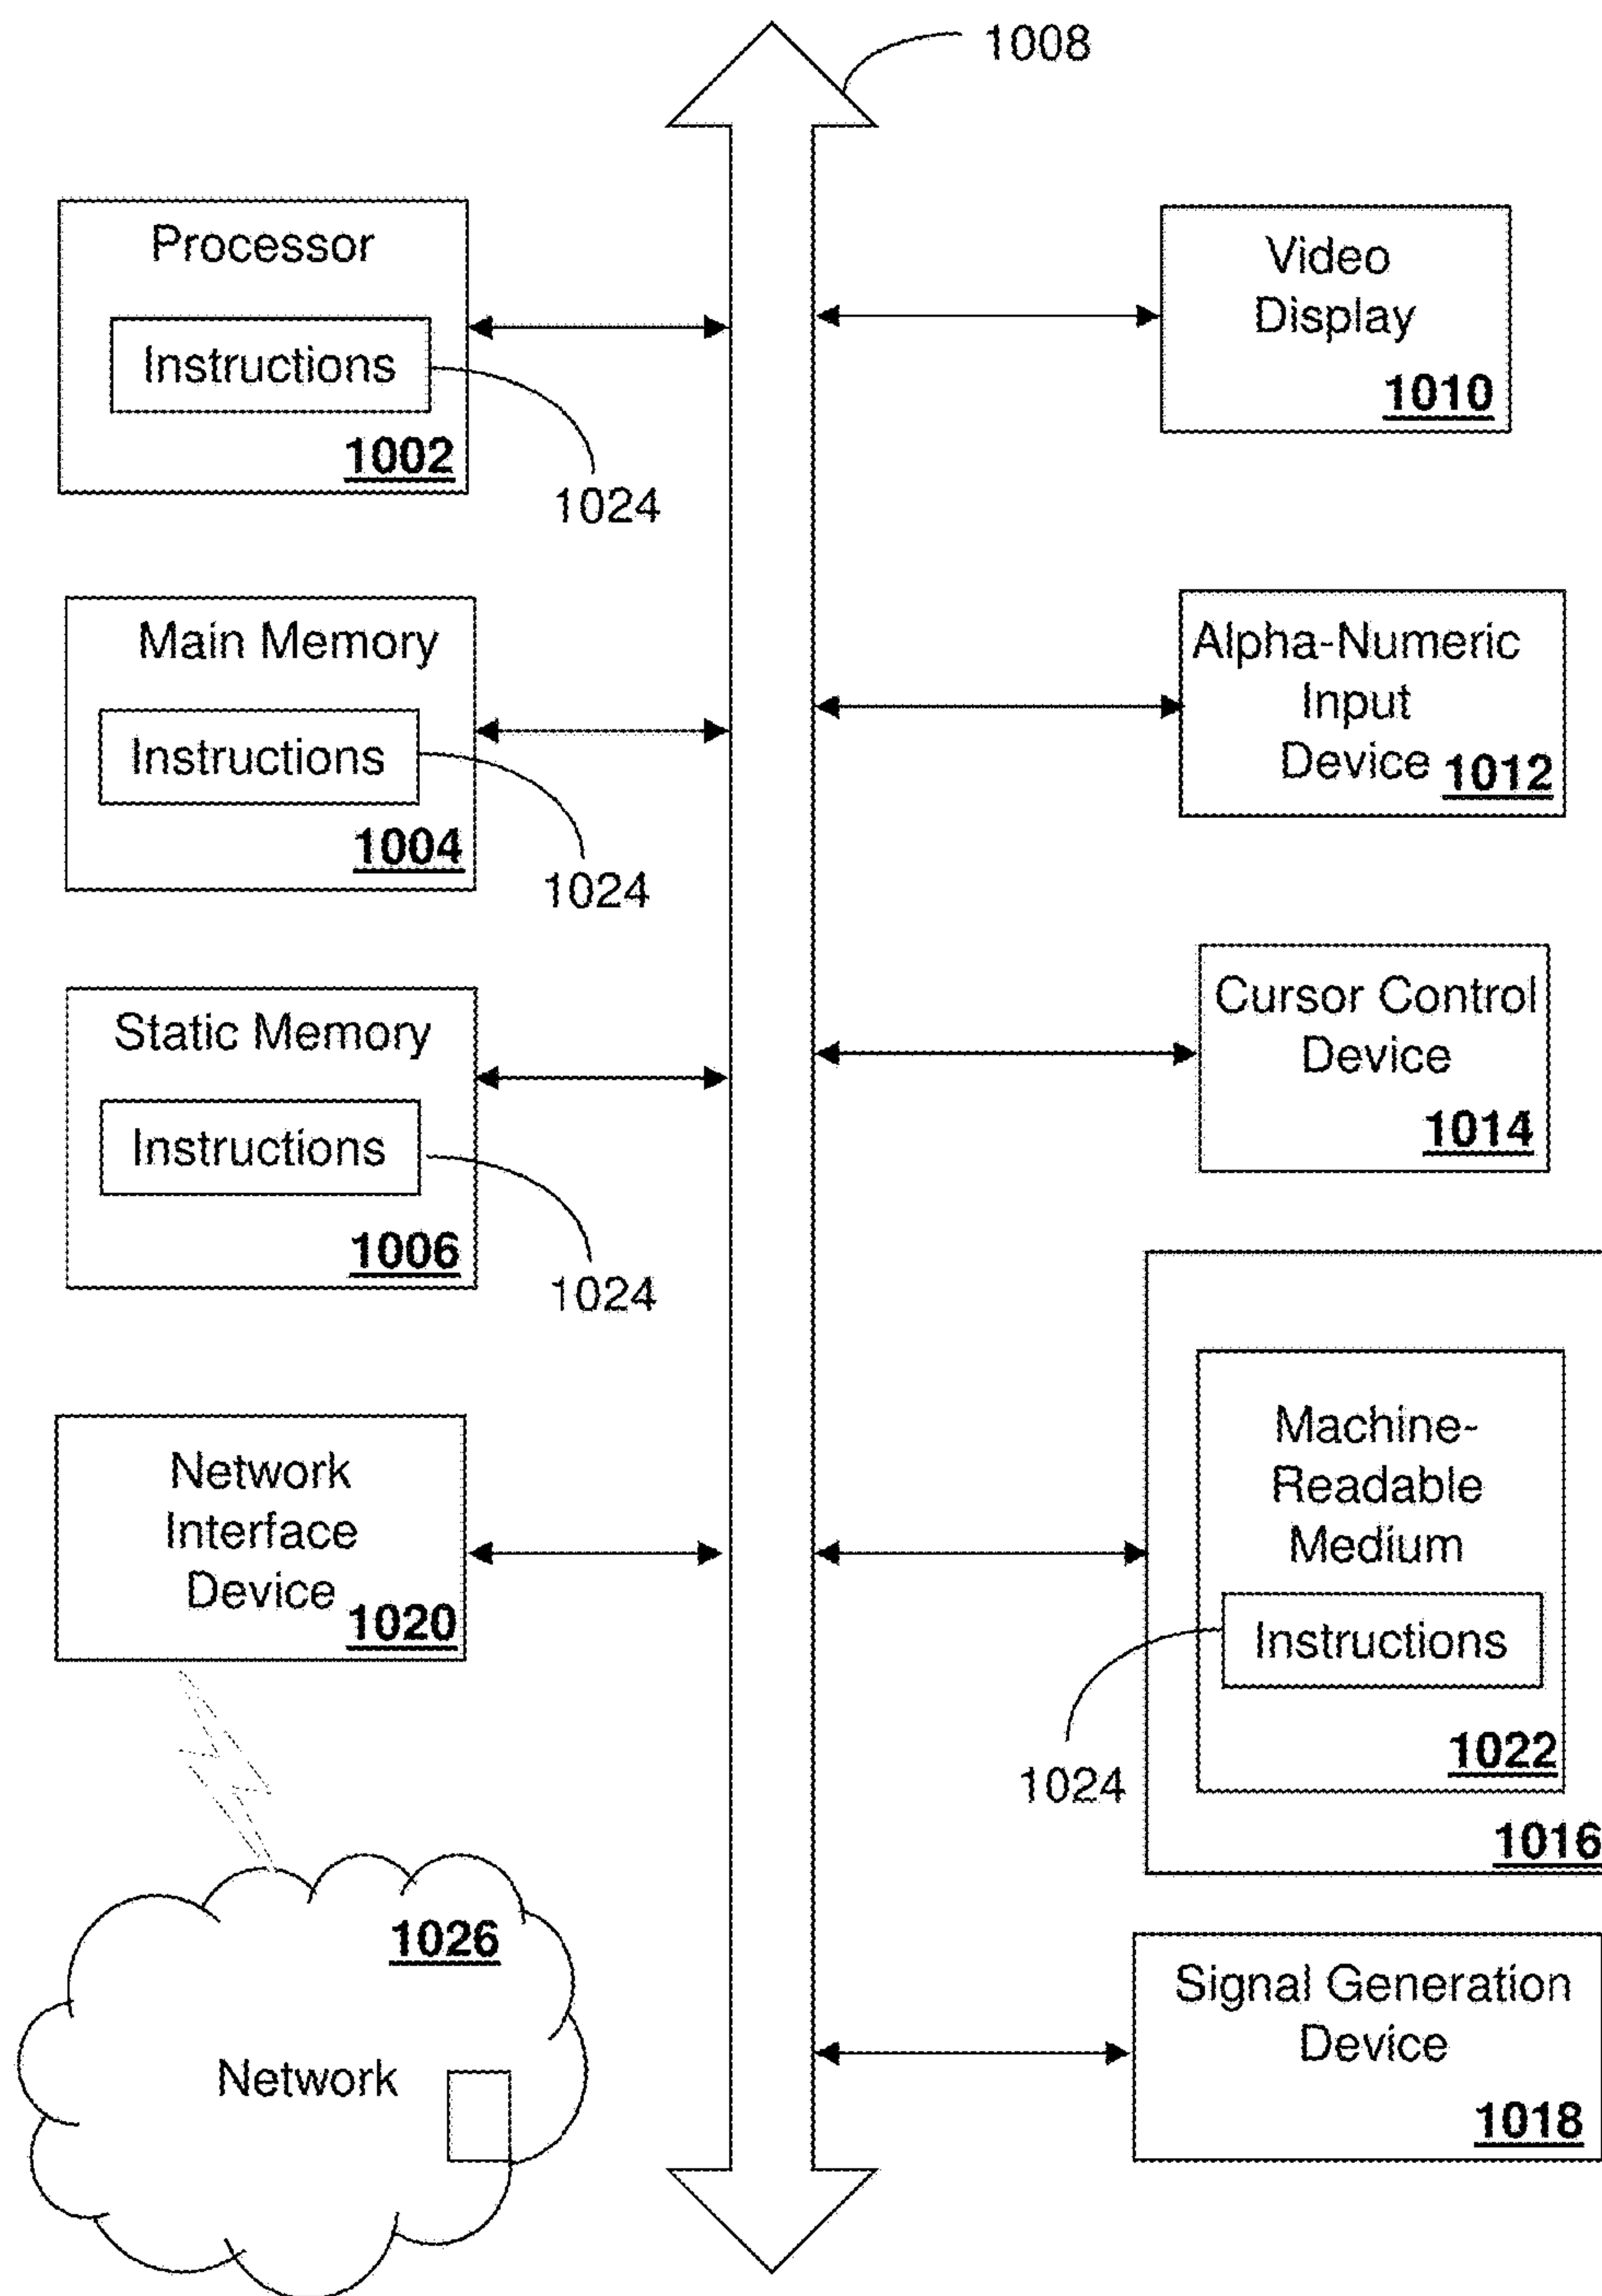 1008
Processor
Instructions
1002
1024
Main Memory
Instructions
1004
1024
Static Memory
Instructions
1006
1024
Network
Interface
Device
1020
1026
Network
Video
Display
1010
Alpha-Numeric
Input
Device
1012
Cursor Control
Device
1014
Machine-
Readable
Medium
Instructions
1022
1024
1016
Signal Generation
Device
1018